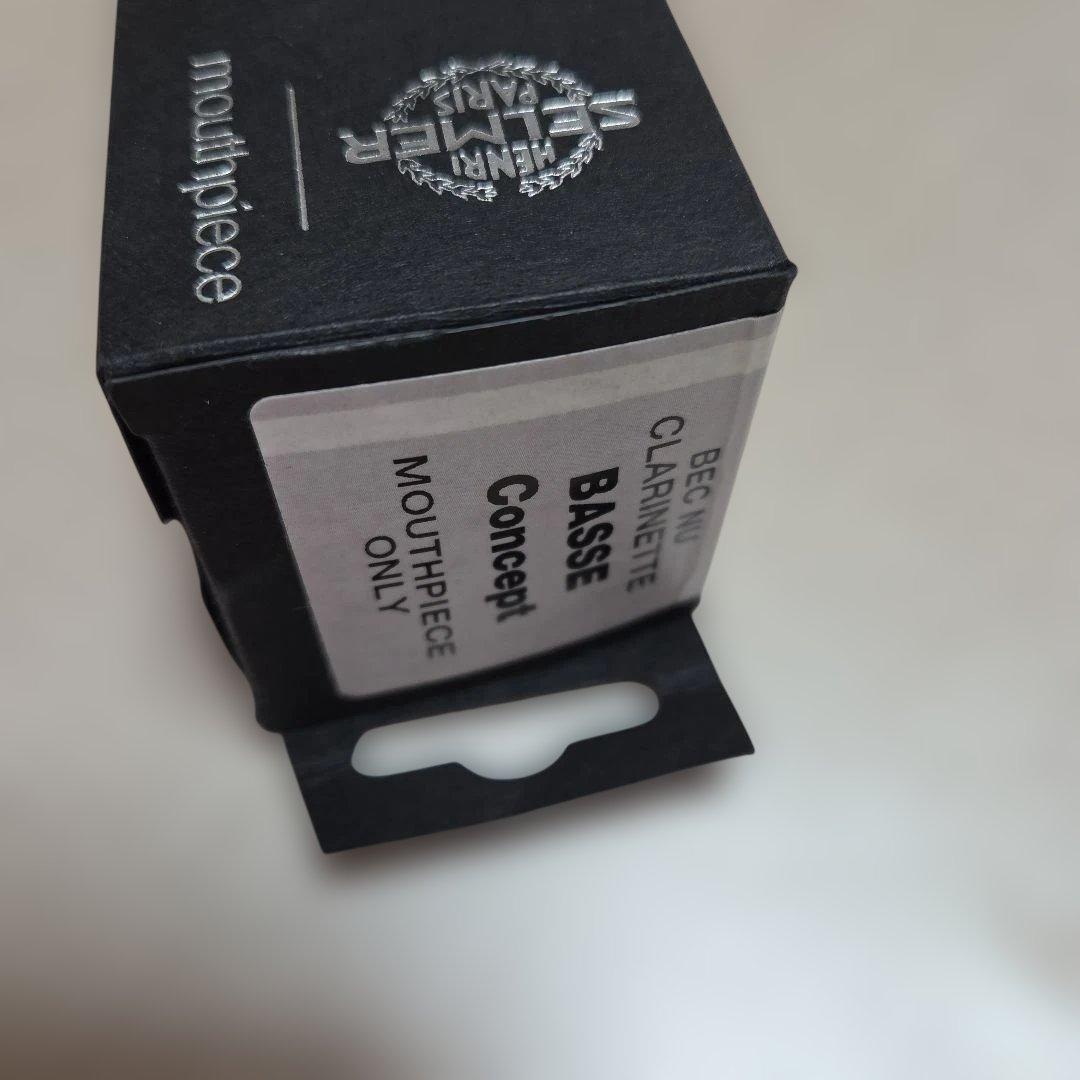 HENRI
SELMER
PARIS
mouthpiece
BEC NU
CLARINETTE
BASSE
Concept
MOUTHPIECE
ONLY